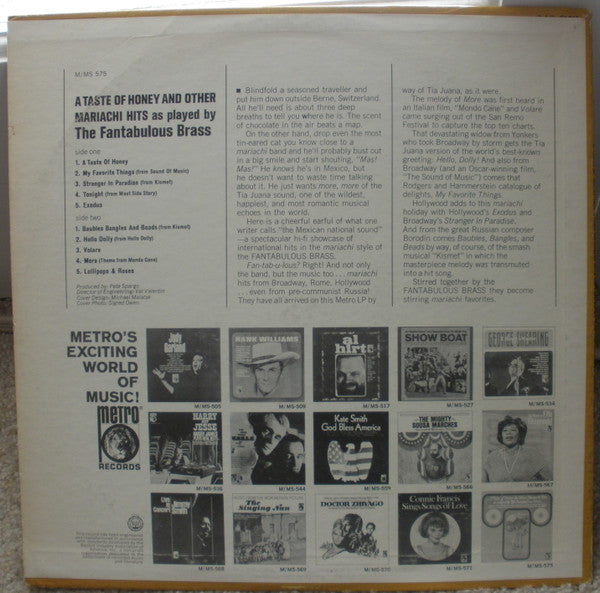 M/MS 575
A TASTE OF HONEY AND OTHER
MARIACHI HITS as played by
The Fantabulous Brass
side one
1. A Taste Of Honey
2. My Favorite Things (from Sound Of Music)
3. Stranger In Paradise (from Kismet)
4. Tonight (from West Side Story)
5. Exodus
side two
1. Baubles Bangles And Beads (from Kismet)
2. Hello Dolly (from Hello Dolly)
3. Volare
4. More (Theme from Mondo Cane)
5. Lollipops & Roses
Produced by: Pete Spargo
Director of Engineering: Val Valentin
Cover Design: Michael Malatak
Cover Photo: Sigred Owen
■ Blindfold a seasoned traveller and
put him down outside Berne, Switzerland.
All he'll need is about three deep
breaths to tell you where he is. The scent
of chocolate in the air beats a map.
On the other hand, drop even the most
tin-eared cat you know close to a
mariachi band and he'll probably bust out
in a big smile and start shouting, "Mas!
Mas!" He knows he's in Mexico, but
he doesn't want to waste time talking
about it. He just wants more, more of the
Tia Juana sound, one of the wildest,
happiest, and most romantic musical
echoes in the world.
Here is a cheerful earful of what one
writer calls "the Mexican national sound"
—a spectacular hi-fi showcase of
international hits in the mariachi style of
the FANTABULOUS BRASS.
Fan-tab-u-lous? Right! And not only
the band, but the music too . . . mariachi
hits from Broadway, Rome, Hollywood
. . . even from pre-communist Russia!
They have all arrived on this Metro LP by
way of Tia Juana, as it were.
The melody of More was first heard in
an Italian film, "Mondo Cane" and Volare
came surging out of the San Remo
Festival to capture the top ten charts.
That devastating widow from Yonkers
who took Broadway by storm gets the Tia
Juana version of the world's best-known
greeting: Hello, Dolly! And also from
Broadway (and an Oscar-winning film,
"The Sound of Music") comes that
Rodgers and Hammerstein catalogue of
delights, My Favorite Things.
Hollywood adds to this mariachi
holiday with Hollywood's Exodus and
Broadway's Stranger In Paradise.
And from the great Russian composer
Borodin comes Baubles, Bangles, and
Beads by way of, course, of the smash
musical "Kismet" in which the
masterpiece melody was transmuted
into a hit song.
Stirred together by the
FANTABULOUS BRASS they become
stirring mariachi favorites.
METRO'S
EXCITING
WORLD
OF
MUSIC!
METRO
RECORDS
Judy
Garland
M/MS-505
HANK WILLIAMS
M/MS-509
al
hirt
M/MS-517
SHOW BOAT
M/MS-527
GEORGE SHEARING
M/MS-534
HARRY
JESSE
M/MS-536
M/MS-544
Kate Smith
God Bless America
M/MS-559
THE MIGHTY
SOUSA MARCHES
M/MS-566
M/MS-567
M/MS-568
The
Singing Nun
M/MS-569
DOCTOR ZHIVAGO
M/MS-570
Connie Francis
Sings Songs of Love
M/MS-571
M/MS-573